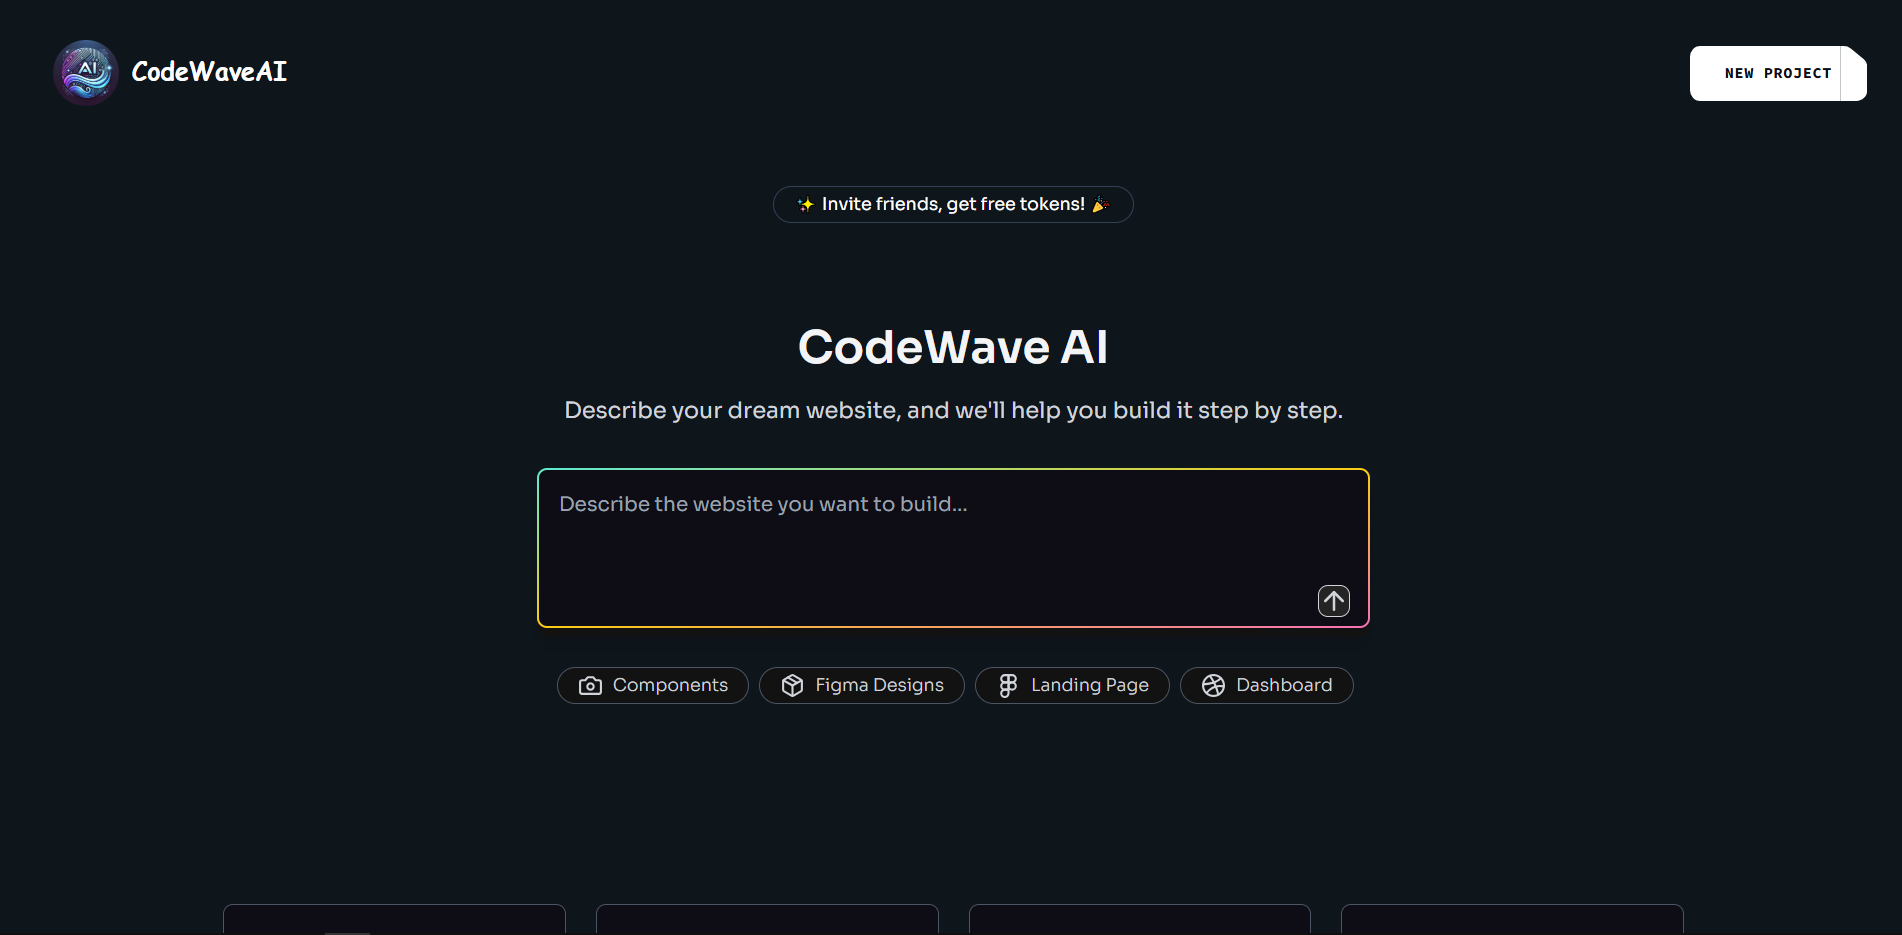 AI
CodeWaveAI
NEW PROJECT
✨ Invite friends, get free tokens! 🎉
CodeWave AI
Describe your dream website, and we'll help you build it step by step.
Describe the website you want to build...
Components
Figma Designs
Landing Page
Dashboard